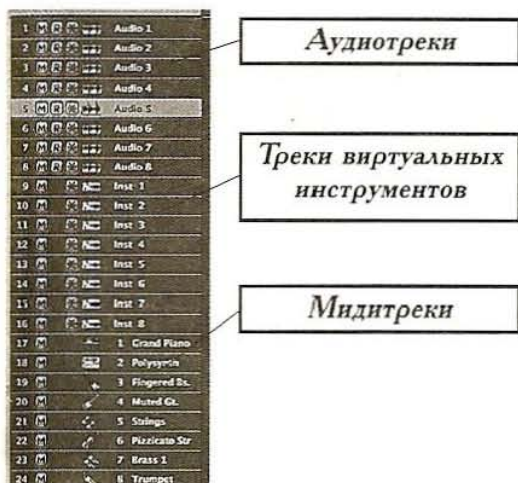 1 M R Audio 1
2 M R Audio 2
3 M R Audio 3
4 M R Audio 4
5 M R Audio 5
6 M R Audio 6
7 M R Audio 7
8 M R Audio 8
9 M Inst 1
10 M Inst 2
11 M Inst 3
12 M Inst 4
13 M Inst 5
14 M Inst 6
15 M Inst 7
16 M Inst 8
17 M 1 Grand Piano
18 M 2 Polysynth
19 M 3 Fingered Bs.
20 M 4 Muted Gt.
21 M 5 Strings
22 M 6 Pizzicato Str
23 M 7 Brass 1
24 M 8 Trumpet
Аудиотреки
Треки виртуальных
инструментов
Мидитреки